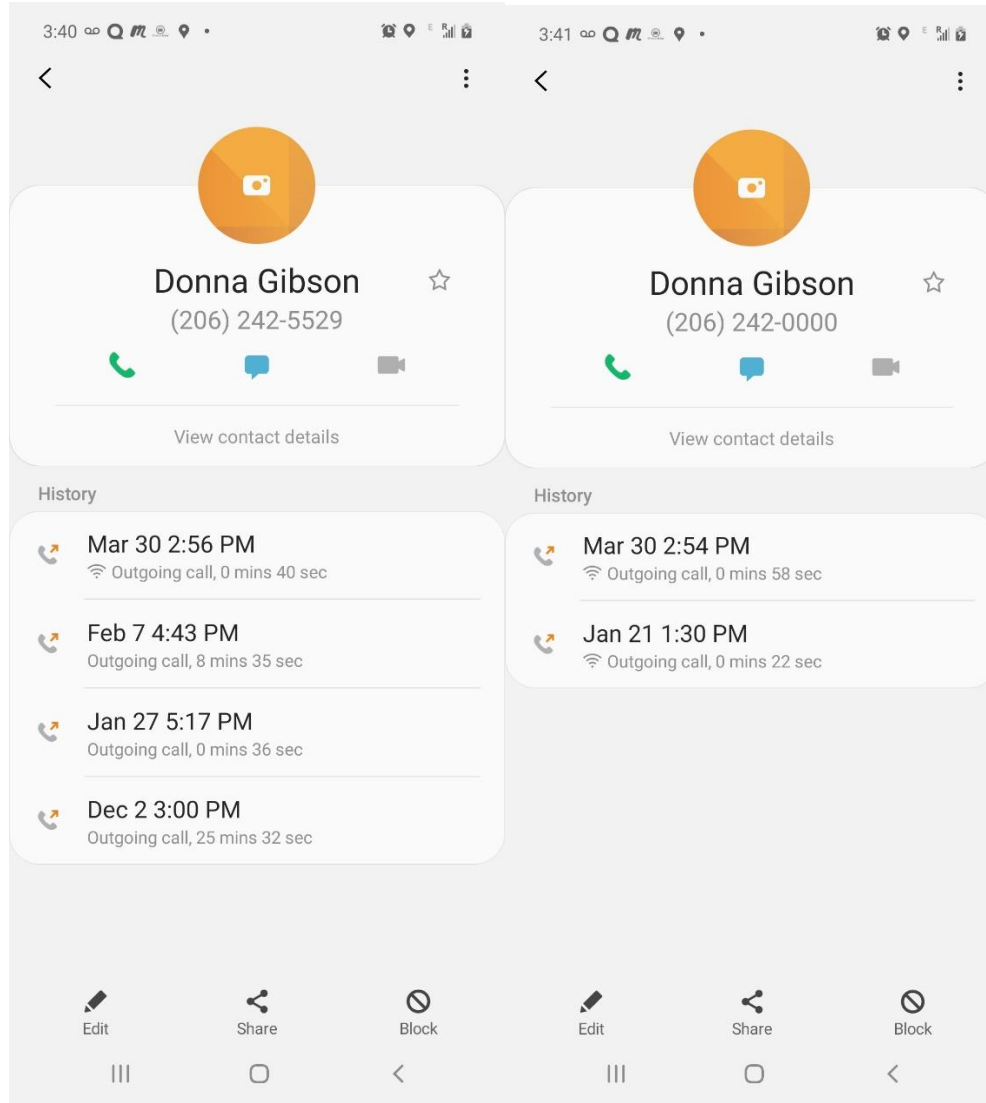 3:40
Donna Gibson
(206) 242-5529
View contact details
History
Mar 30 2:56 PM
Outgoing call, 0 mins 40 sec
Feb 7 4:43 PM
Outgoing call, 8 mins 35 sec
Jan 27 5:17 PM
Outgoing call, 0 mins 36 sec
Dec 2 3:00 PM
Outgoing call, 25 mins 32 sec
Edit Share Block
3:41
Donna Gibson
(206) 242-0000
View contact details
History
Mar 30 2:54 PM
Outgoing call, 0 mins 58 sec
Jan 21 1:30 PM
Outgoing call, 0 mins 22 sec
Edit Share Block